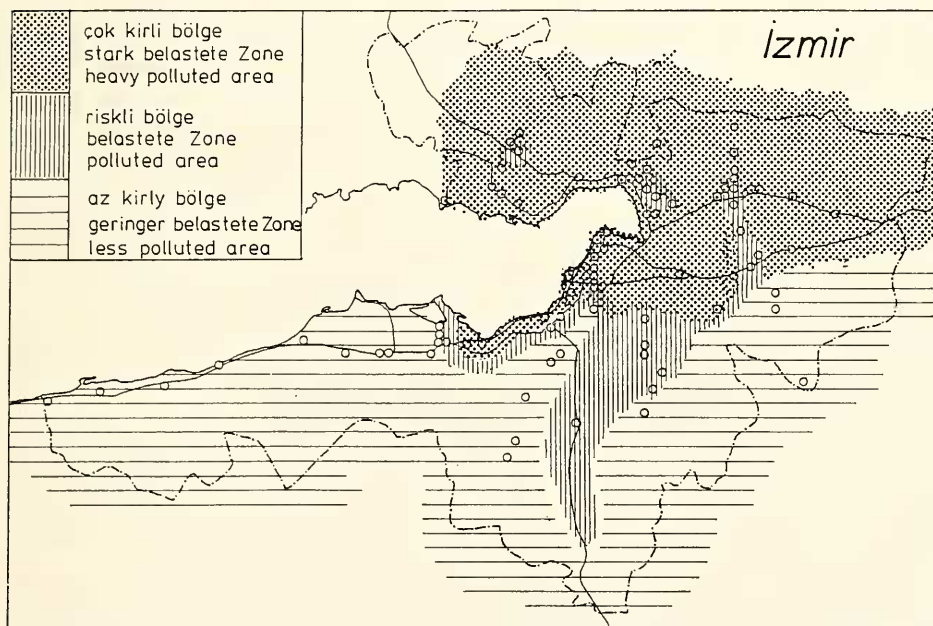 çok kirli bölge
stark belastete Zone
heavy polluted area
riskli bölge
belastete Zone
polluted area
az kirly bölge
geringer belastete Zone
less polluted area
İzmir